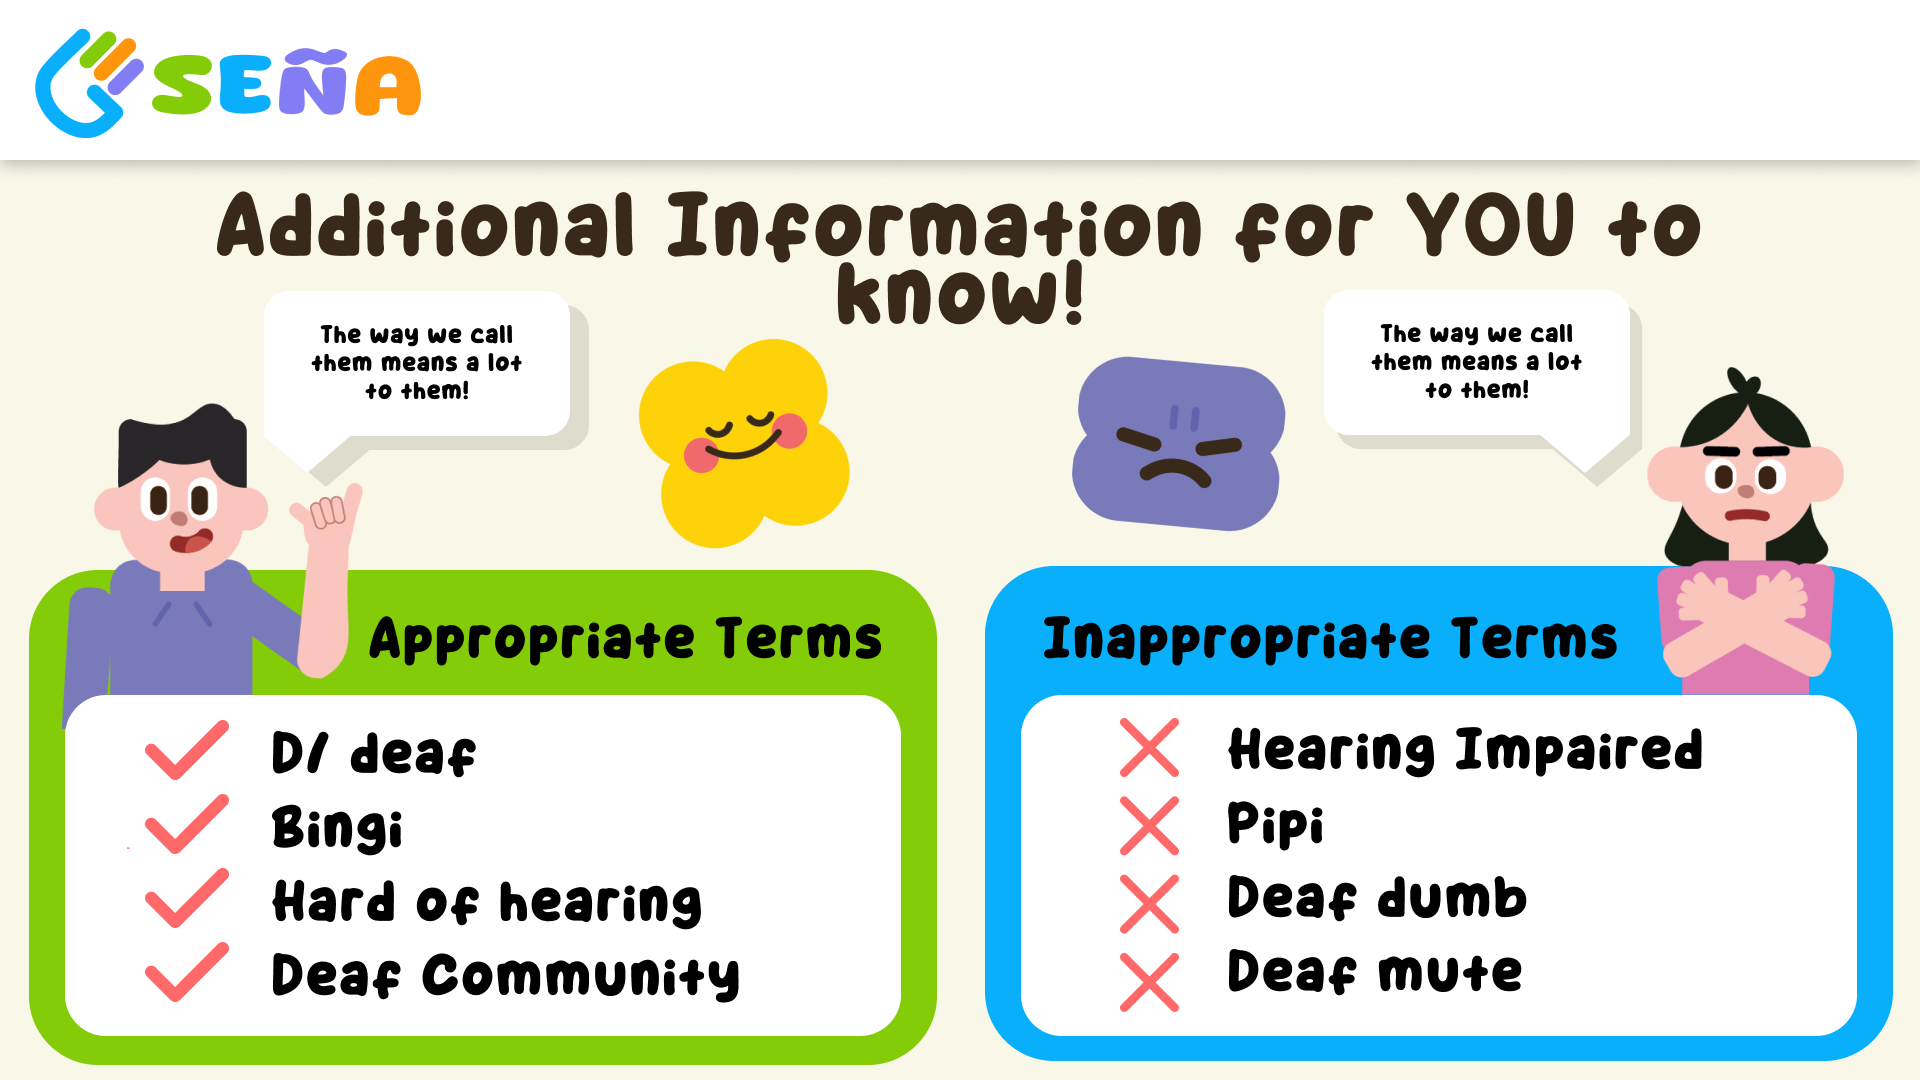 SEÑA
Additional Information for YOU to
know!
The way we call
them means a lot
to them!
The way we call
them means a lot
to them!
Appropriate Terms
D/ deaf
Bingi
Hard of hearing
Deaf Community
Inappropriate Terms
Hearing Impaired
Pipi
Deaf dumb
Deaf mute